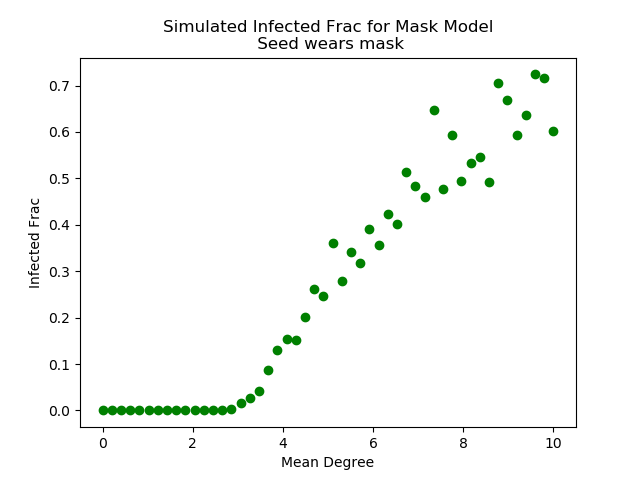 Simulated Infected Frac for Mask Model
Seed wears mask
0.7
0.6
0.5
0.4
0.3
0.2
0.1
0.0
Infected Frac
0 2 4 6 8 10
Mean Degree